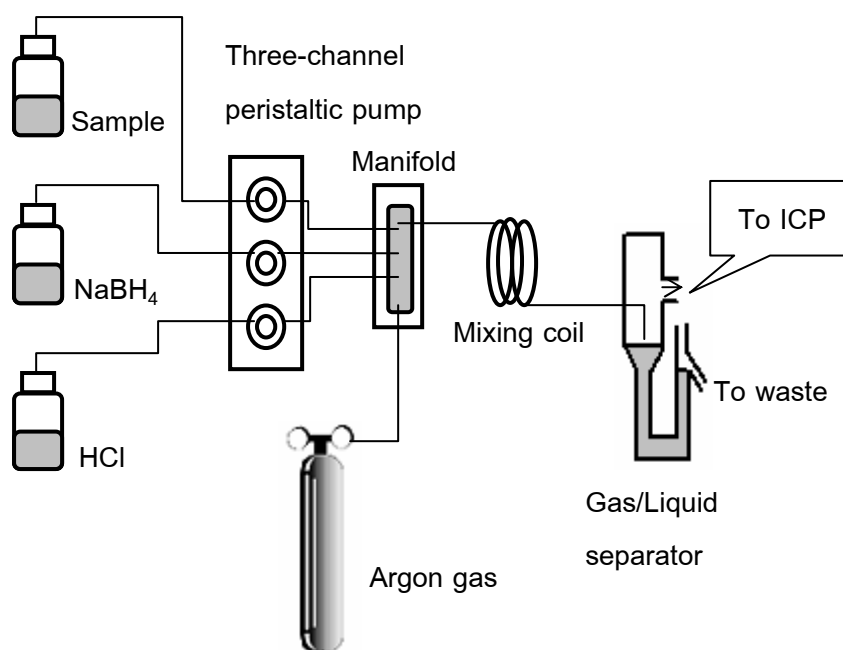 Three-channel
peristaltic pump
Sample
Manifold
To ICP
NaBH₄
Mixing coil
To waste
HCl
Gas/Liquid
separator
Argon gas